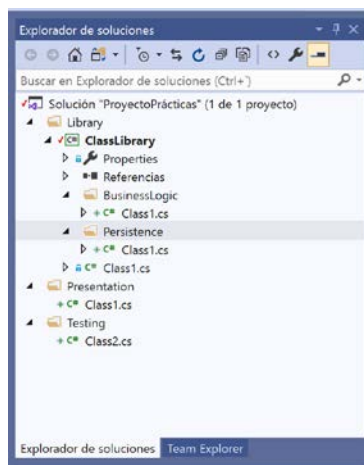 Explorador de soluciones
Buscar en Explorador de soluciones (Ctrl+')
Solución "ProyectoPrácticas" (1 de 1 proyecto)
Library
C# ClassLibrary
Properties
Referencias
BusinessLogic
+ C# Class1.cs
Persistence
+ C# Class1.cs
C# Class1.cs
Presentation
+ C# Class1.cs
Testing
+ C# Class2.cs
Explorador de soluciones Team Explorer